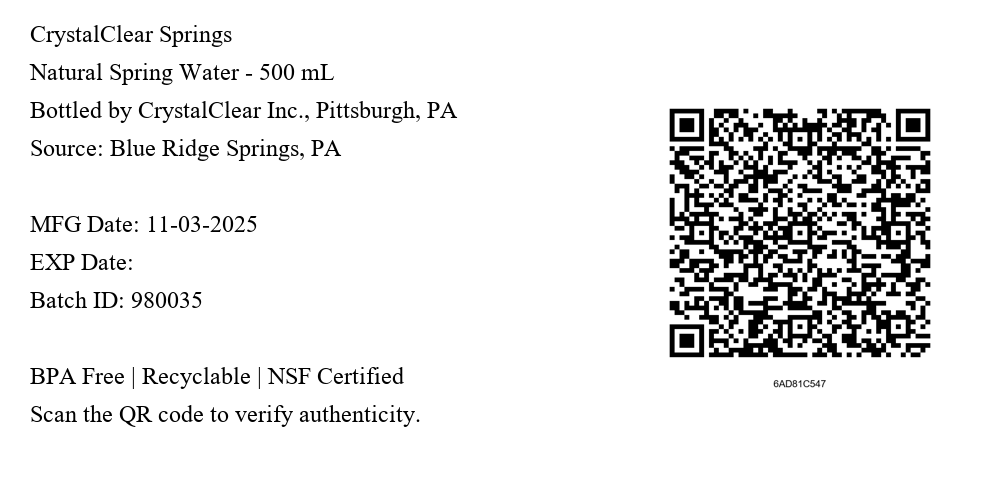 CrystalClear Springs
Natural Spring Water - 500 mL
Bottled by CrystalClear Inc., Pittsburgh, PA
Source: Blue Ridge Springs, PA
MFG Date: 11-03-2025
EXP Date:
Batch ID: 980035
BPA Free | Recyclable | NSF Certified
Scan the QR code to verify authenticity.
6AD81C547